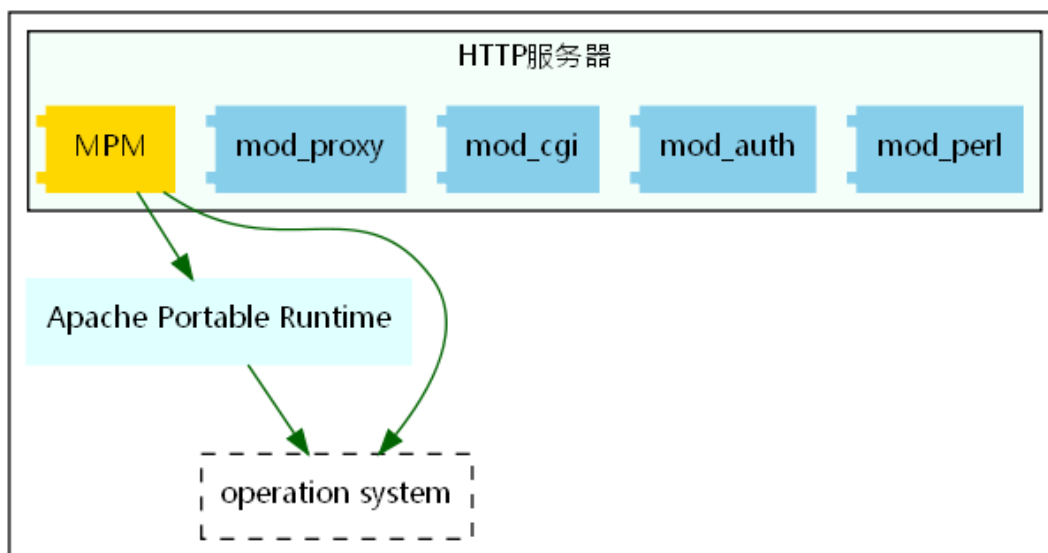 HTTP服务器
MPM
mod_proxy
mod_cgi
mod_auth
mod_perl
Apache Portable Runtime
operation system